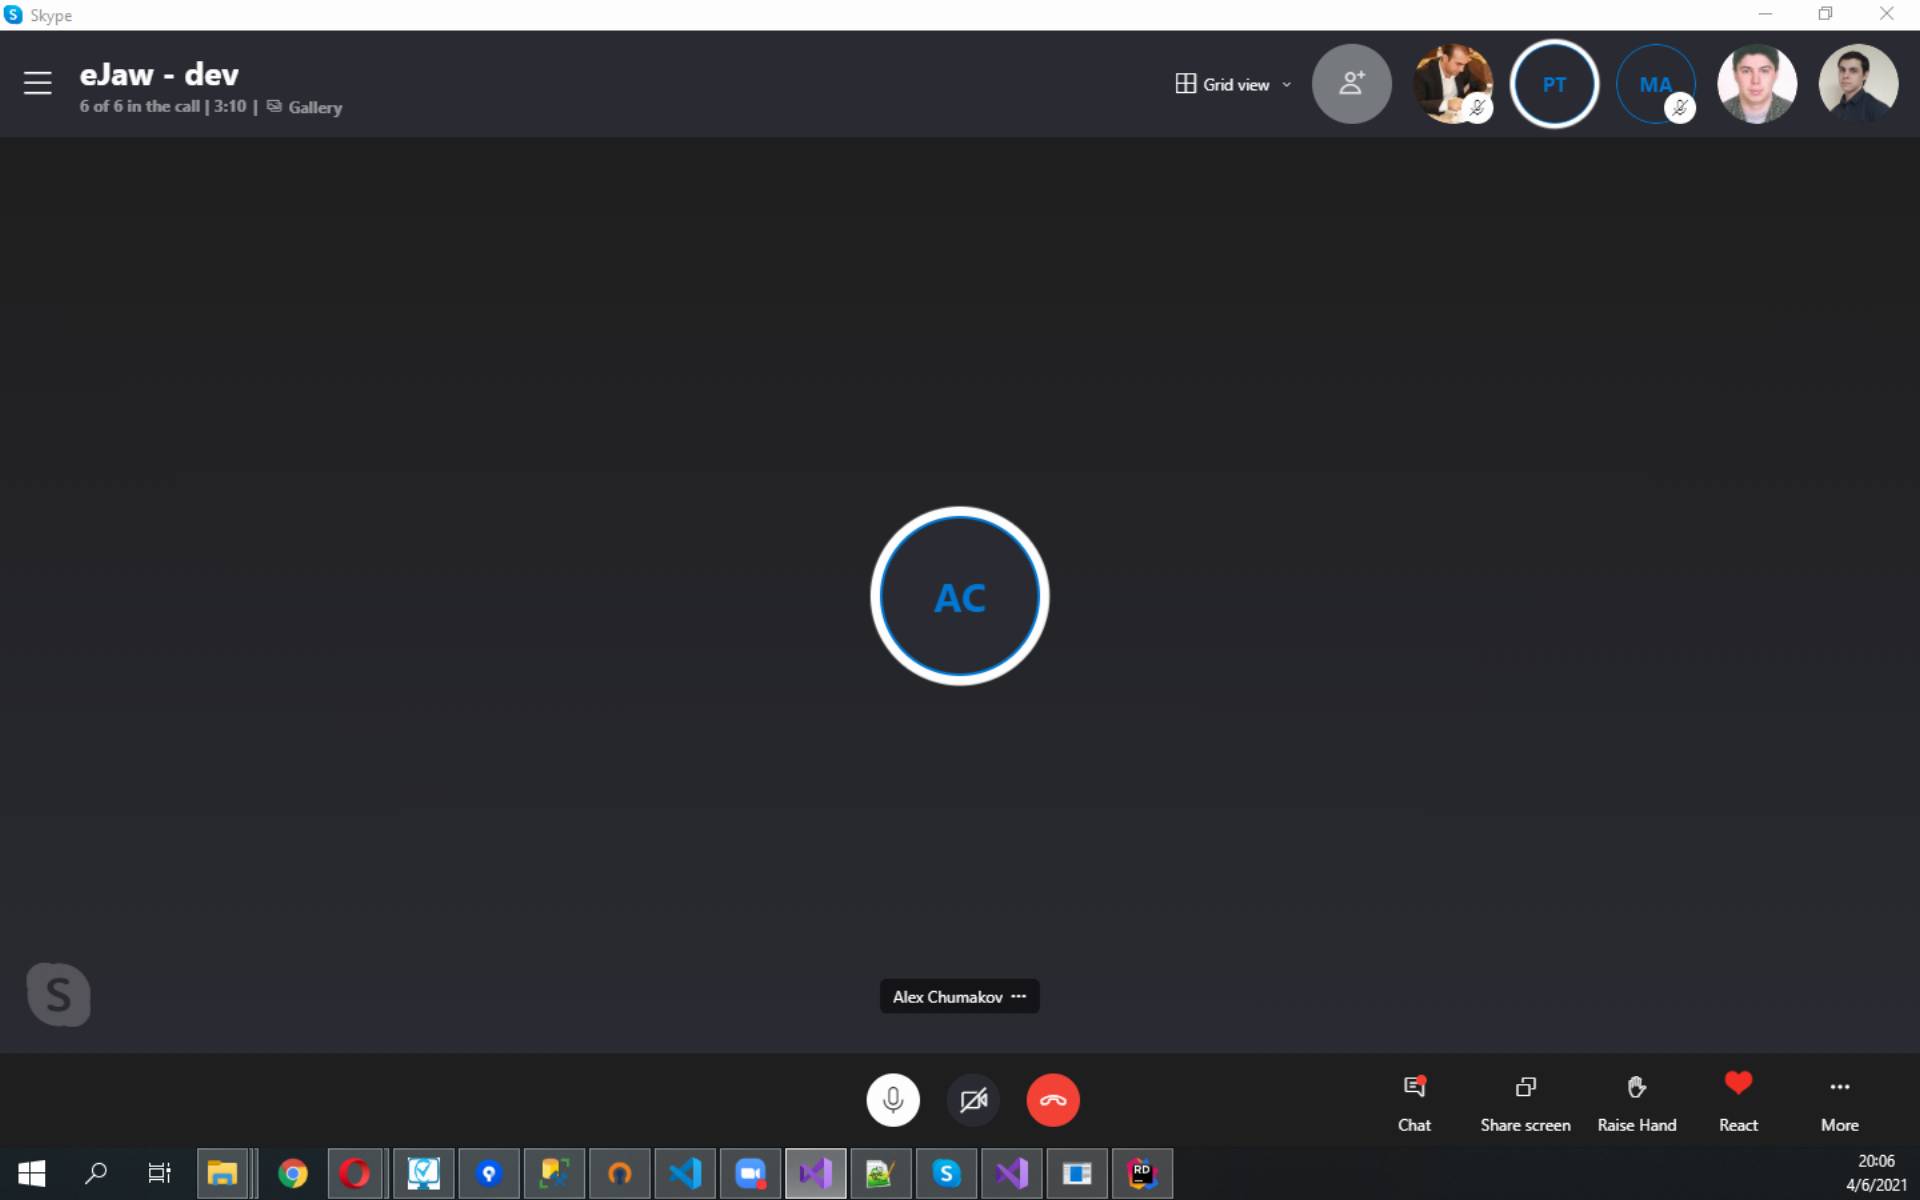 Skype
eJaw - dev
6 of 6 in the call | 3:10 | Gallery
Grid view
PT
MA
AC
Alex Chumakov
S
Chat
Share screen
Raise Hand
React
More
RD
20:06
4/6/2021